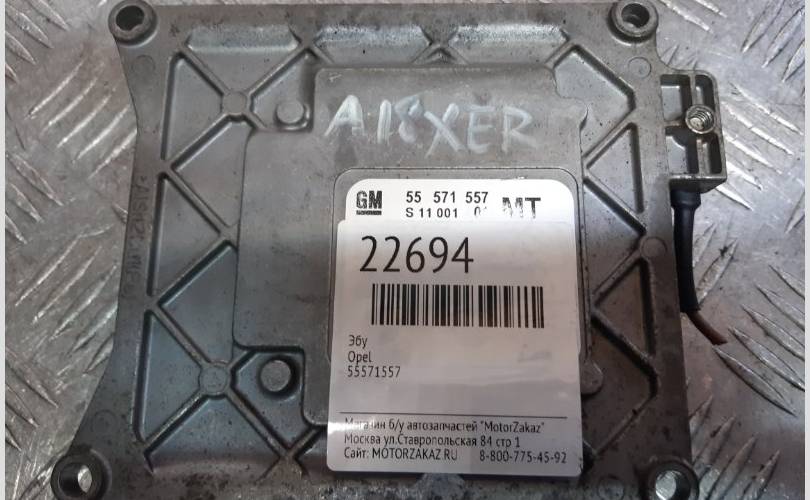 A18XER
GM 55 571 557
S 11 001 MT
22694
Эбу
Opel
55571557
Магазин б/у автозапчастей "MotorZakaz"
Москва ул.Ставропольская 84 стр 1
Сайт: MOTORZAKAZ.RU 8-800-775-45-92